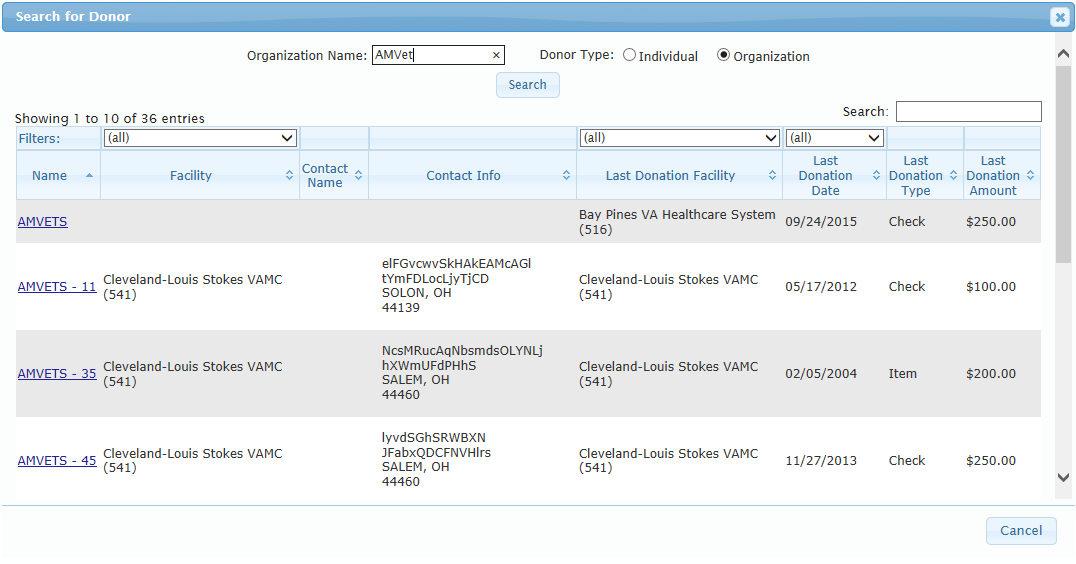 Search for Donor
Organization Name: AMVet × Donor Type: Individual Organization
Search
Showing 1 to 10 of 36 entries
Search:
Filters: (all) (all) (all)
Name Facility Contact Name Contact Info Last Donation Facility Last Donation Date Last Donation Type Last Donation Amount
AMVETS
Bay Pines VA Healthcare System
(516)
09/24/2015 Check $250.00
AMVETS - 11
Cleveland-Louis Stokes VAMC
(541)
elFGvcwvSkHAkEAMcAGl
tYmFDLocLjyTjCD
SOLON, OH
44139
Cleveland-Louis Stokes VAMC
(541)
05/17/2012 Check $100.00
AMVETS - 35
Cleveland-Louis Stokes VAMC
(541)
NcsMRucAqNbsmdsOLYNLj
hXWmUFdPHhS
SALEM, OH
44460
Cleveland-Louis Stokes VAMC
(541)
02/05/2004 Item $200.00
AMVETS - 45
Cleveland-Louis Stokes VAMC
(541)
lyvdSGhSRWBXN
JFabxQDCFNVHlrs
SALEM, OH
44460
Cleveland-Louis Stokes VAMC
(541)
11/27/2013 Check $250.00
Cancel